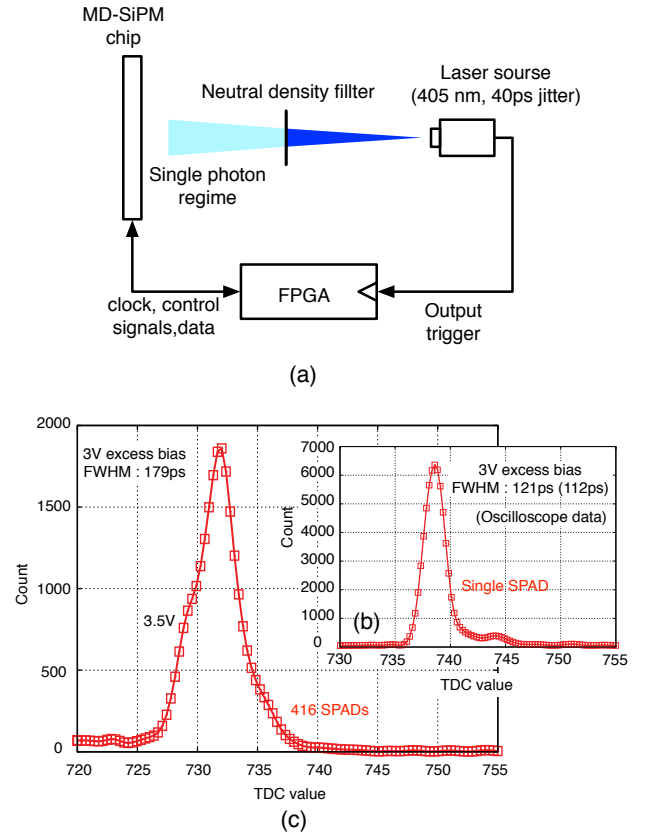 MD-SiPM
chip
Neutral density fillter
Laser sourse
(405 nm, 40ps jitter)
Single photon
regime
FPGA
clock, control
signals,data
Output
trigger
(a)
2000
1500
1000
500
0
Count
3V excess bias
FWHM : 179ps
3.5V
416 SPADs
720 725 730 735 740 745 750 755
TDC value
(c)
7000
6000
5000
4000
3000
2000
1000
0
Count
3V excess bias
FWHM : 121ps (112ps)
(Oscilloscope data)
Single SPAD
(b)
730 735 740 745 750 755
TDC value